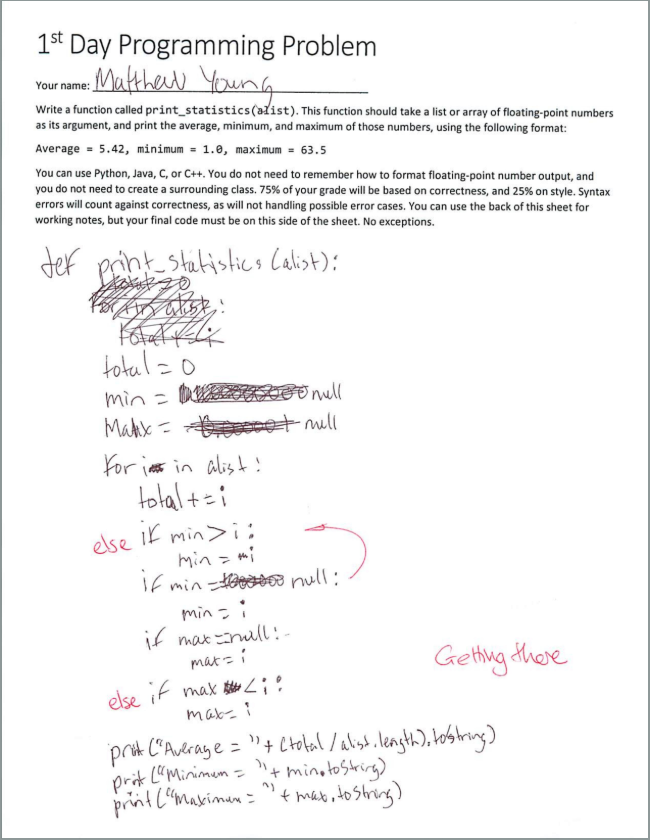 1st Day Programming Problem
Your name: Matthew Young
Write a function called print_statistics(alist). This function should take a list or array of floating-point numbers
as its argument, and print the average, minimum, and maximum of those numbers, using the following format:
Average = 5.42, minimum = 1.0, maximum = 63.5
You can use Python, Java, C, or C++. You do not need to remember how to format floating-point number output, and
you do not need to create a surrounding class. 75% of your grade will be based on correctness, and 25% on style. Syntax
errors will count against correctness, as will not handling possible error cases. You can use the back of this sheet for
working notes, but your final code must be on this side of the sheet. No exceptions.
def print_statistics (alist):
total = 0
for i in alist:
total += i
total = 0
min = null
Max = null
for i in alist:
total += i
else if min > i:
min = i
if min = null:
min = i
if max = null:
max = i
Getting there
else if max < i:
max = i
print ("Average = " + (total / alist.length).toString)
print ("Minimum = " + min.toString)
print ("Maximum = " + max.toString)